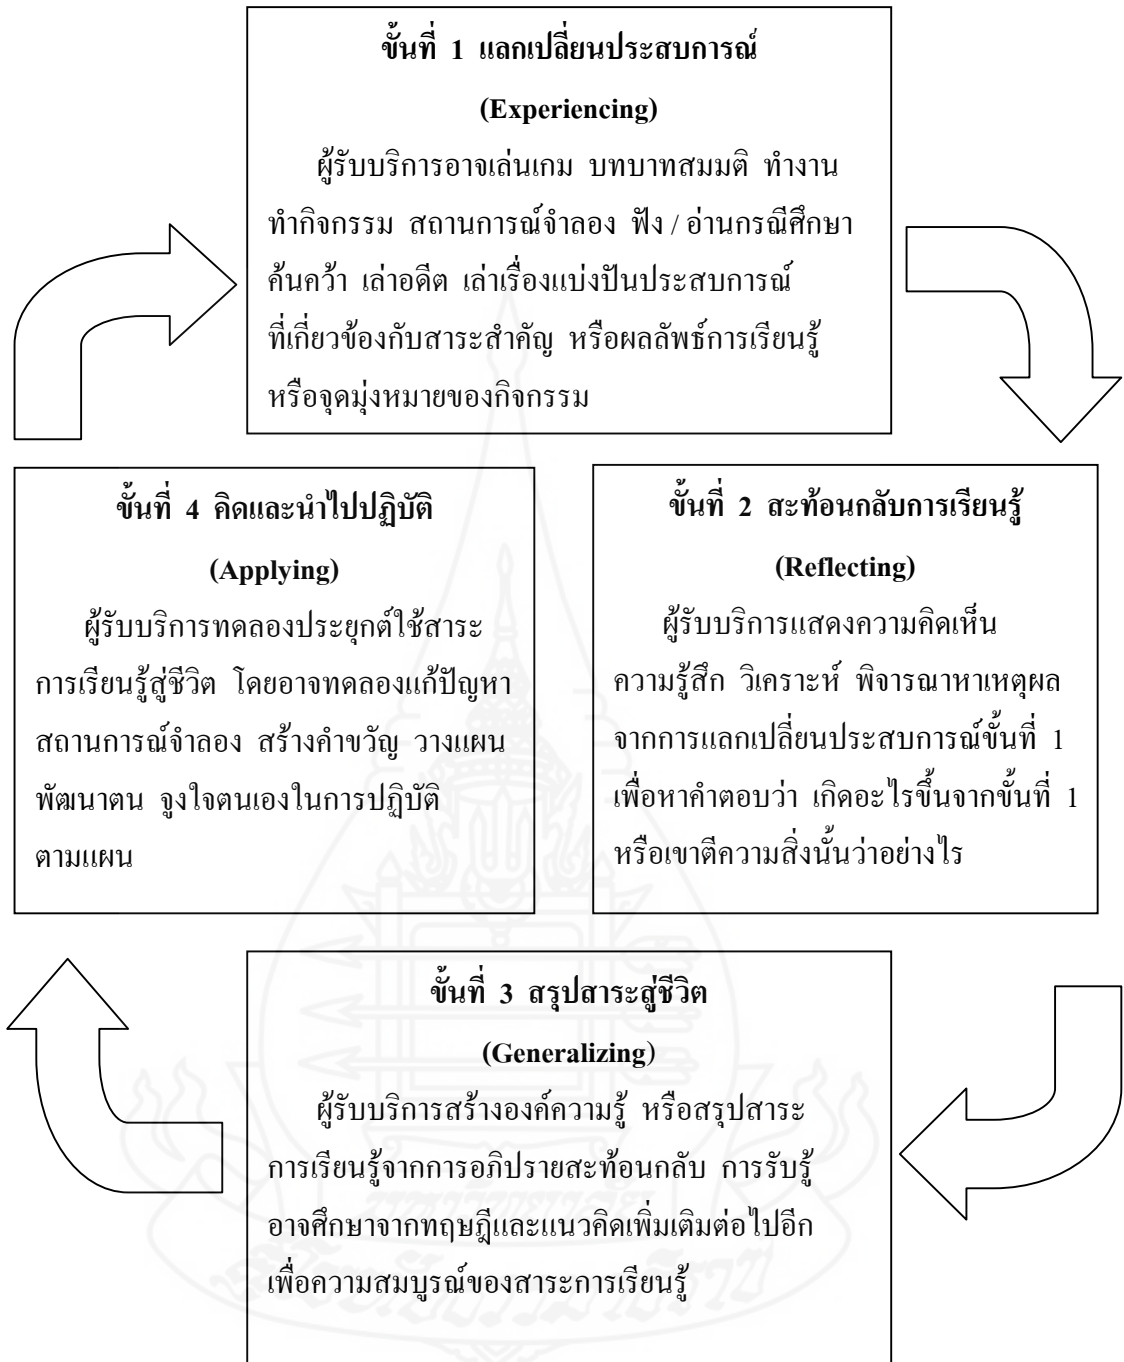 ขั้นที่ 1 แลกเปลี่ยนประสบการณ์
(Experiencing)
ผู้รับบริการอาจเล่นเกม บทบาทสมมติ ทำงาน
ทำกิจกรรม สถานการณ์จำลอง ฟัง / อ่านกรณีศึกษา
ค้นคว้า เล่าอดีต เล่าเรื่องแบ่งปันประสบการณ์
ที่เกี่ยวข้องกับสาระสำคัญ หรือผลลัพธ์การเรียนรู้
หรือจุดมุ่งหมายของกิจกรรม
ขั้นที่ 2 สะท้อนกลับการเรียนรู้
(Reflecting)
ผู้รับบริการแสดงความคิดเห็น
ความรู้สึก วิเคราะห์ พิจารณาหาเหตุผล
จากการแลกเปลี่ยนประสบการณ์ขั้นที่ 1
เพื่อหาคำตอบว่า เกิดอะไรขึ้นจากขั้นที่ 1
หรือเขาตีความสิ่งนั้นว่าอย่างไร
ขั้นที่ 3 สรุปสาระสู่ชีวิต
(Generalizing)
ผู้รับบริการสร้างองค์ความรู้ หรือสรุปสาระ
การเรียนรู้จากการอภิปรายสะท้อนกลับ การรับรู้
อาจศึกษาจากทฤษฎีและแนวคิดเพิ่มเติมต่อไปอีก
เพื่อความสมบูรณ์ของสาระการเรียนรู้
ขั้นที่ 4 คิดและนำไปปฏิบัติ
(Applying)
ผู้รับบริการทดลองประยุกต์ใช้สาระ
การเรียนรู้สู่ชีวิต โดยอาจทดลองแก้ปัญหา
สถานการณ์จำลอง สร้างคำขวัญ วางแผน
พัฒนาตน จูงใจตนเองในการปฏิบัติ
ตามแผน
มหาวิทยาลัย
สุโขทัยธรรมาธิราช